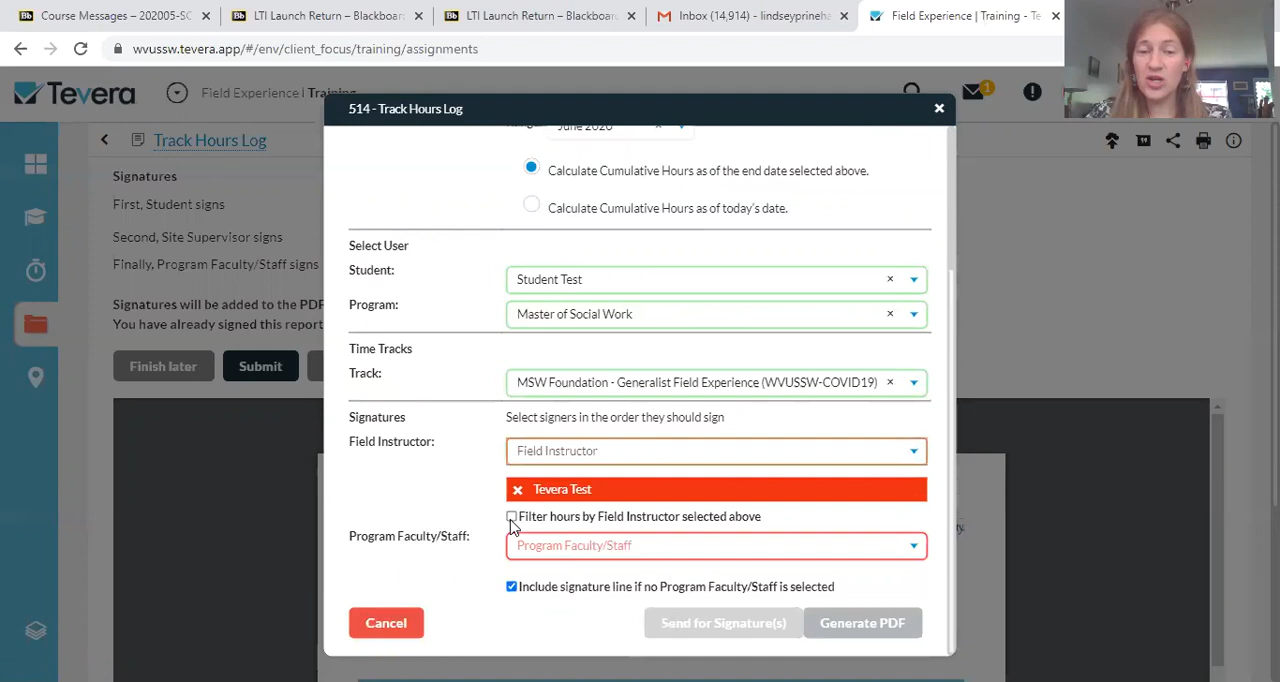 Course Messages – 202005-SC
LTI Launch Return – Blackboar
LTI Launch Return – Blackboar
Inbox (14,914) - lindseyprineha
Field Experience | Training - Te
wvussw.tevera.app/#/env/client_focus/training/assignments
Tevera
Field Experience | Training
1
514 - Track Hours Log
Track Hours Log
June 2020
Signatures
First, Student signs
Second, Site Supervisor signs
Finally, Program Faculty/Staff signs
Signatures will be added to the PDF
You have already signed this report
Finish later
Submit
Calculate Cumulative Hours as of the end date selected above.
Calculate Cumulative Hours as of today's date.
Select User
Student:
Student Test
Program:
Master of Social Work
Time Tracks
Track:
MSW Foundation - Generalist Field Experience (WVUSSW-COVID19)
Signatures
Select signers in the order they should sign
Field Instructor:
Field Instructor
Tevera Test
Filter hours by Field Instructor selected above
Program Faculty/Staff:
Program Faculty/Staff
Include signature line if no Program Faculty/Staff is selected
Cancel
Send for Signature(s)
Generate PDF